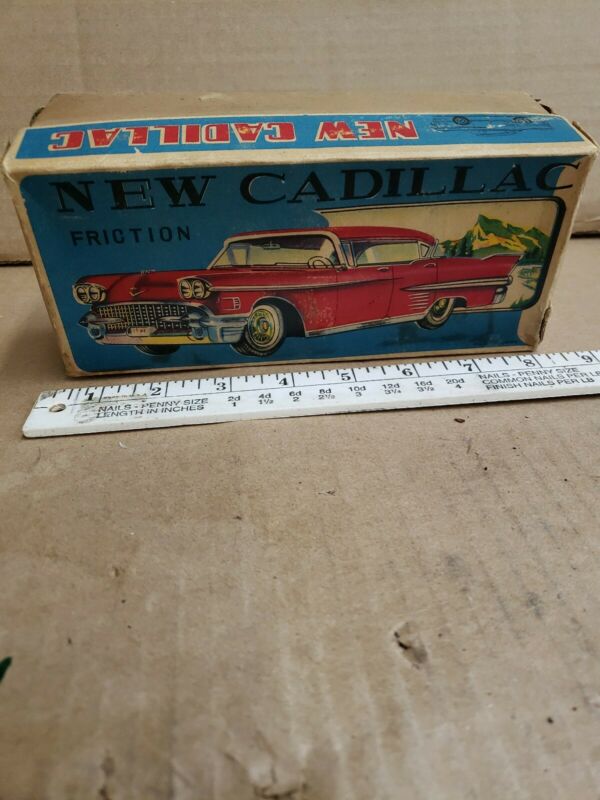 NEW CADILLAC
NEW CADILLAC
FRICTION
1 2 3 4 5 6 7 8 9
NAILS - PENNY SIZE 2d 4d 6d 8d 10d 12d 16d 20d NAILS - PENNY SIZE
LENGTH IN INCHES 1 1½ 2 2½ 3 3¼ 3½ 4 COMMON NAILS PER LB
FINISH NAILS PER LB